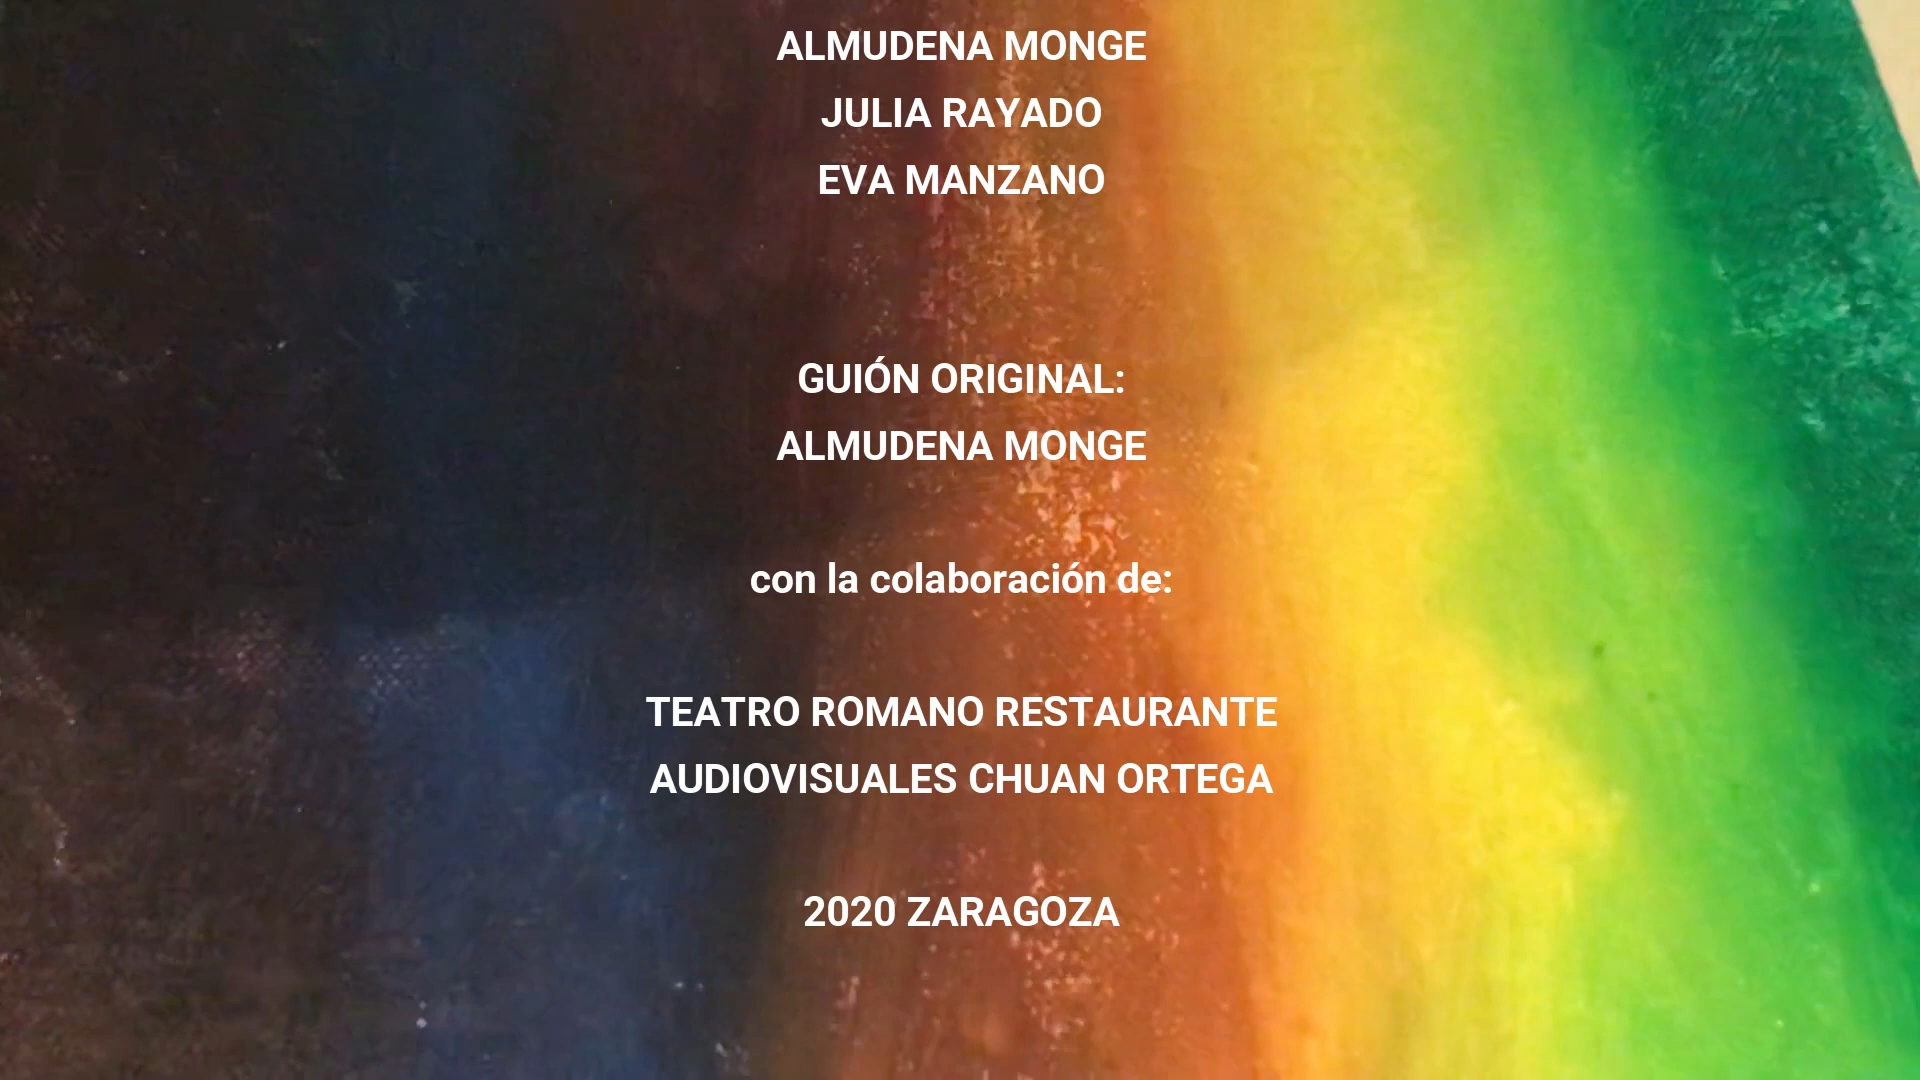 ALMUDENA MONGE
JULIA RAYADO
EVA MANZANO
GUIÓN ORIGINAL:
ALMUDENA MONGE
con la colaboración de:
TEATRO ROMANO RESTAURANTE
AUDIOVISUALES CHUAN ORTEGA
2020 ZARAGOZA